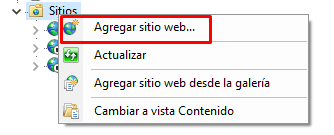 Sitios
Agregar sitio web...
Actualizar
Agregar sitio web desde la galería
Cambiar a vista Contenido